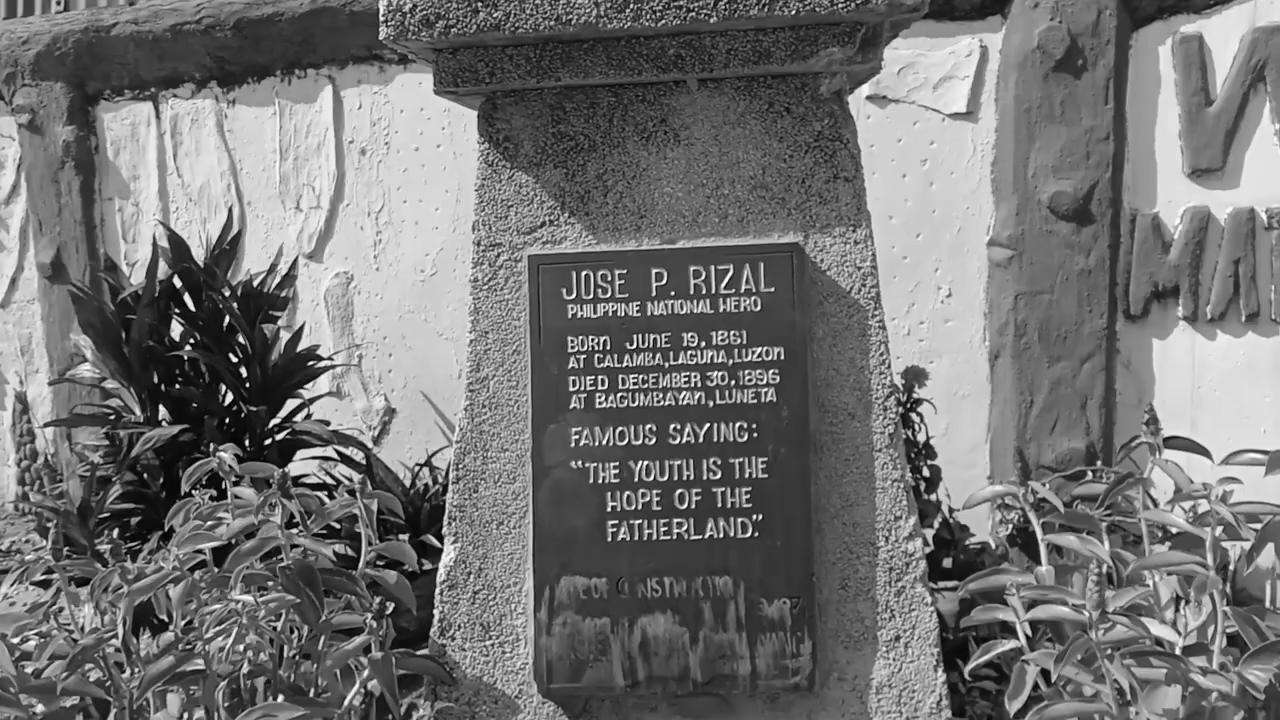 JOSE P. RIZAL
PHILIPPINE NATIONAL HERO
BORN JUNE 19, 1861
AT CALAMBA, LAGUNA, LUZON
DIED DECEMBER 30, 1896
AT BAGUMBAYAN, LUNETA
FAMOUS SAYING:
"THE YOUTH IS THE
HOPE OF THE
FATHERLAND."